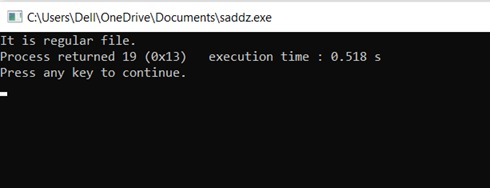 C:\Users\Dell\OneDrive\Documents\saddz.exe
It is regular file.
Process returned 19 (0x13)   execution time : 0.518 s
Press any key to continue.